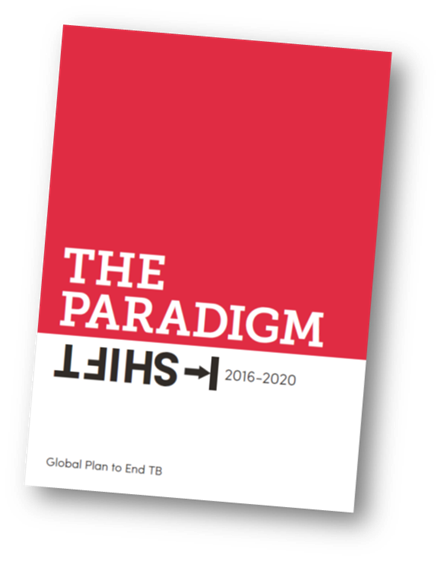 THE
PARADIGM
SHIFT 2016-2020
Global Plan to End TB